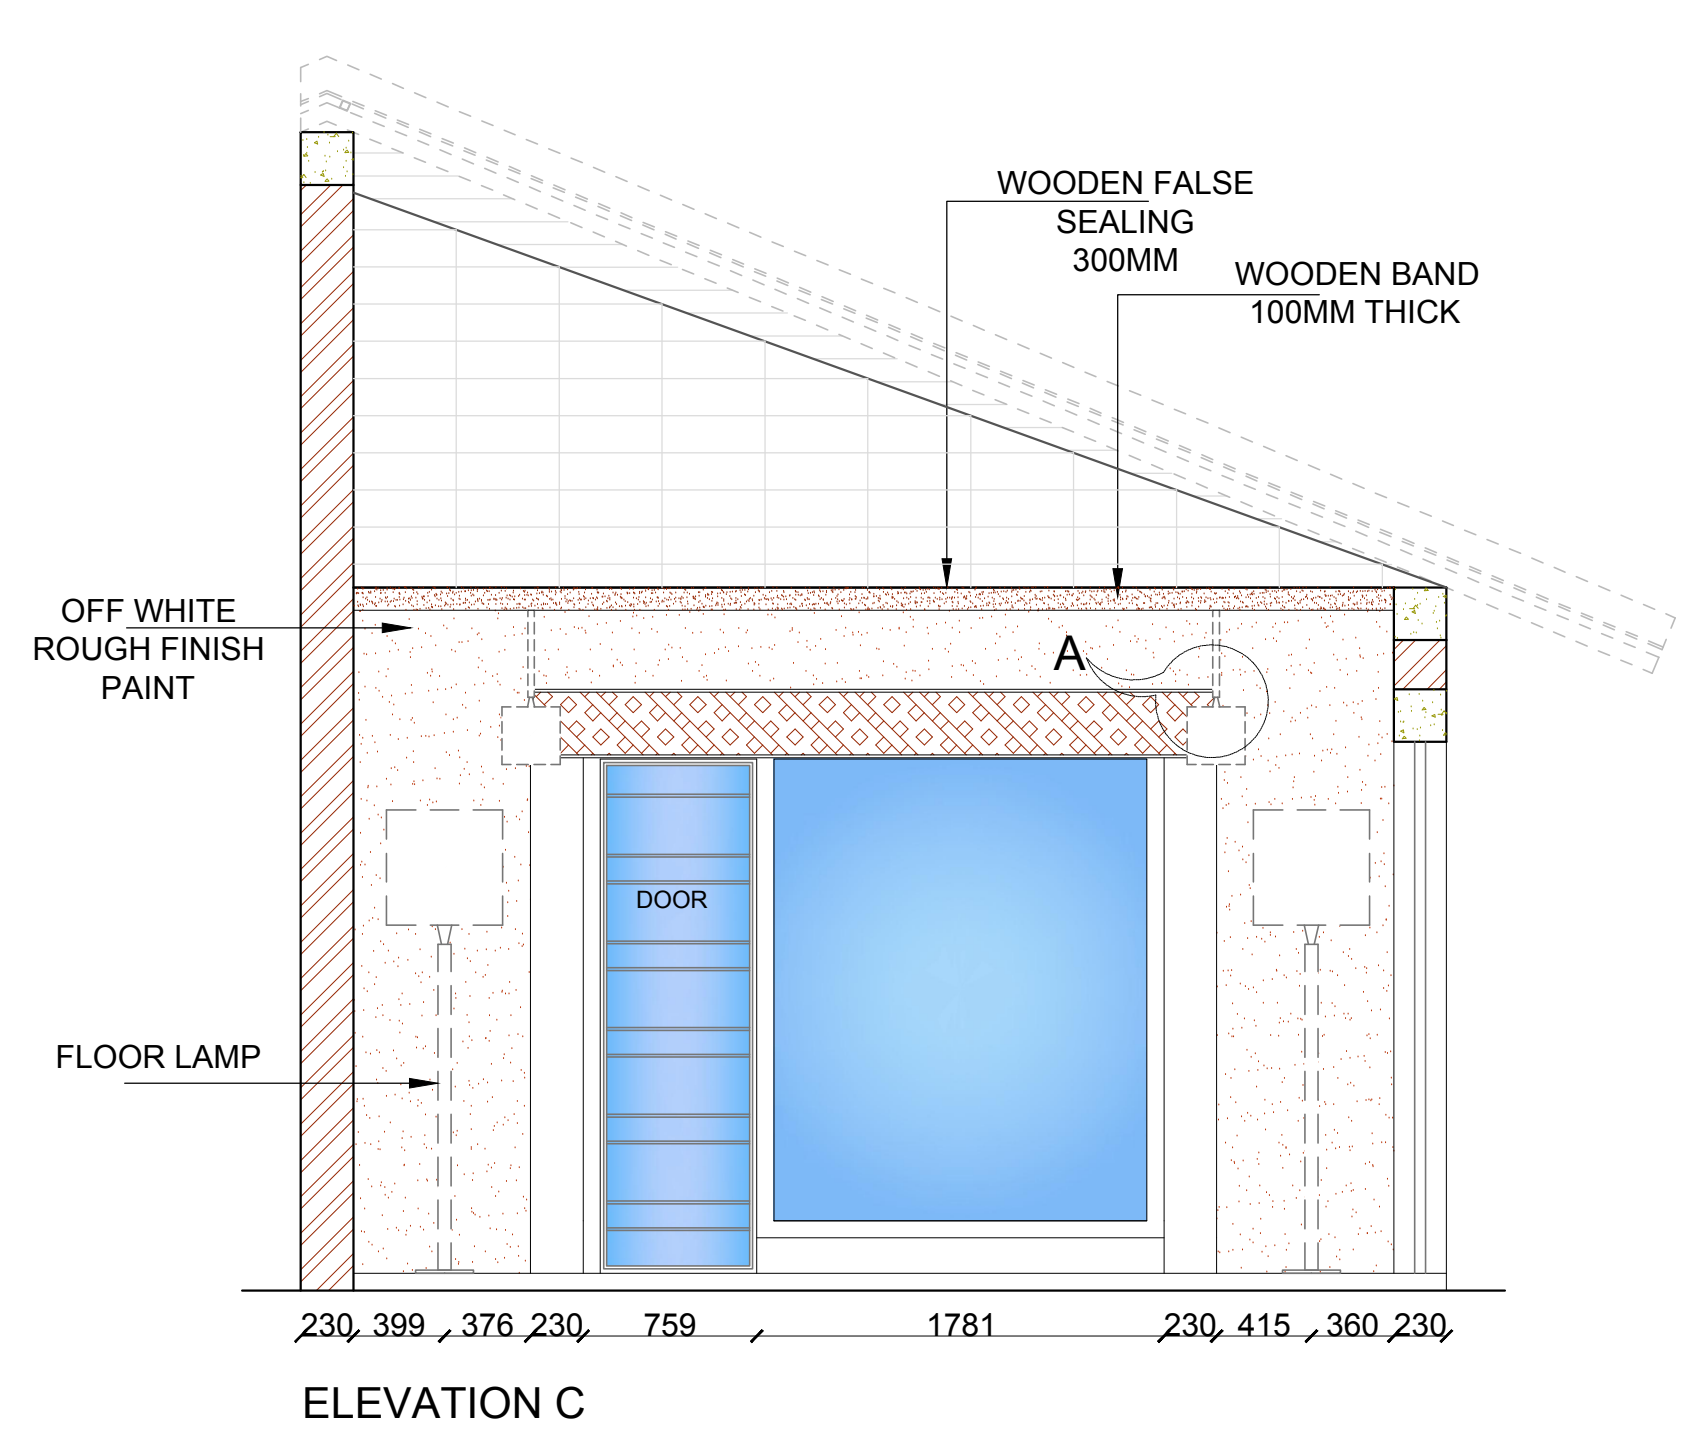 WOODEN FALSE
SEALING
300MM
WOODEN BAND
100MM THICK
OFF WHITE
ROUGH FINISH
PAINT
A
DOOR
FLOOR LAMP
230 399 376 230 759 1781 230 415 360 230
ELEVATION C